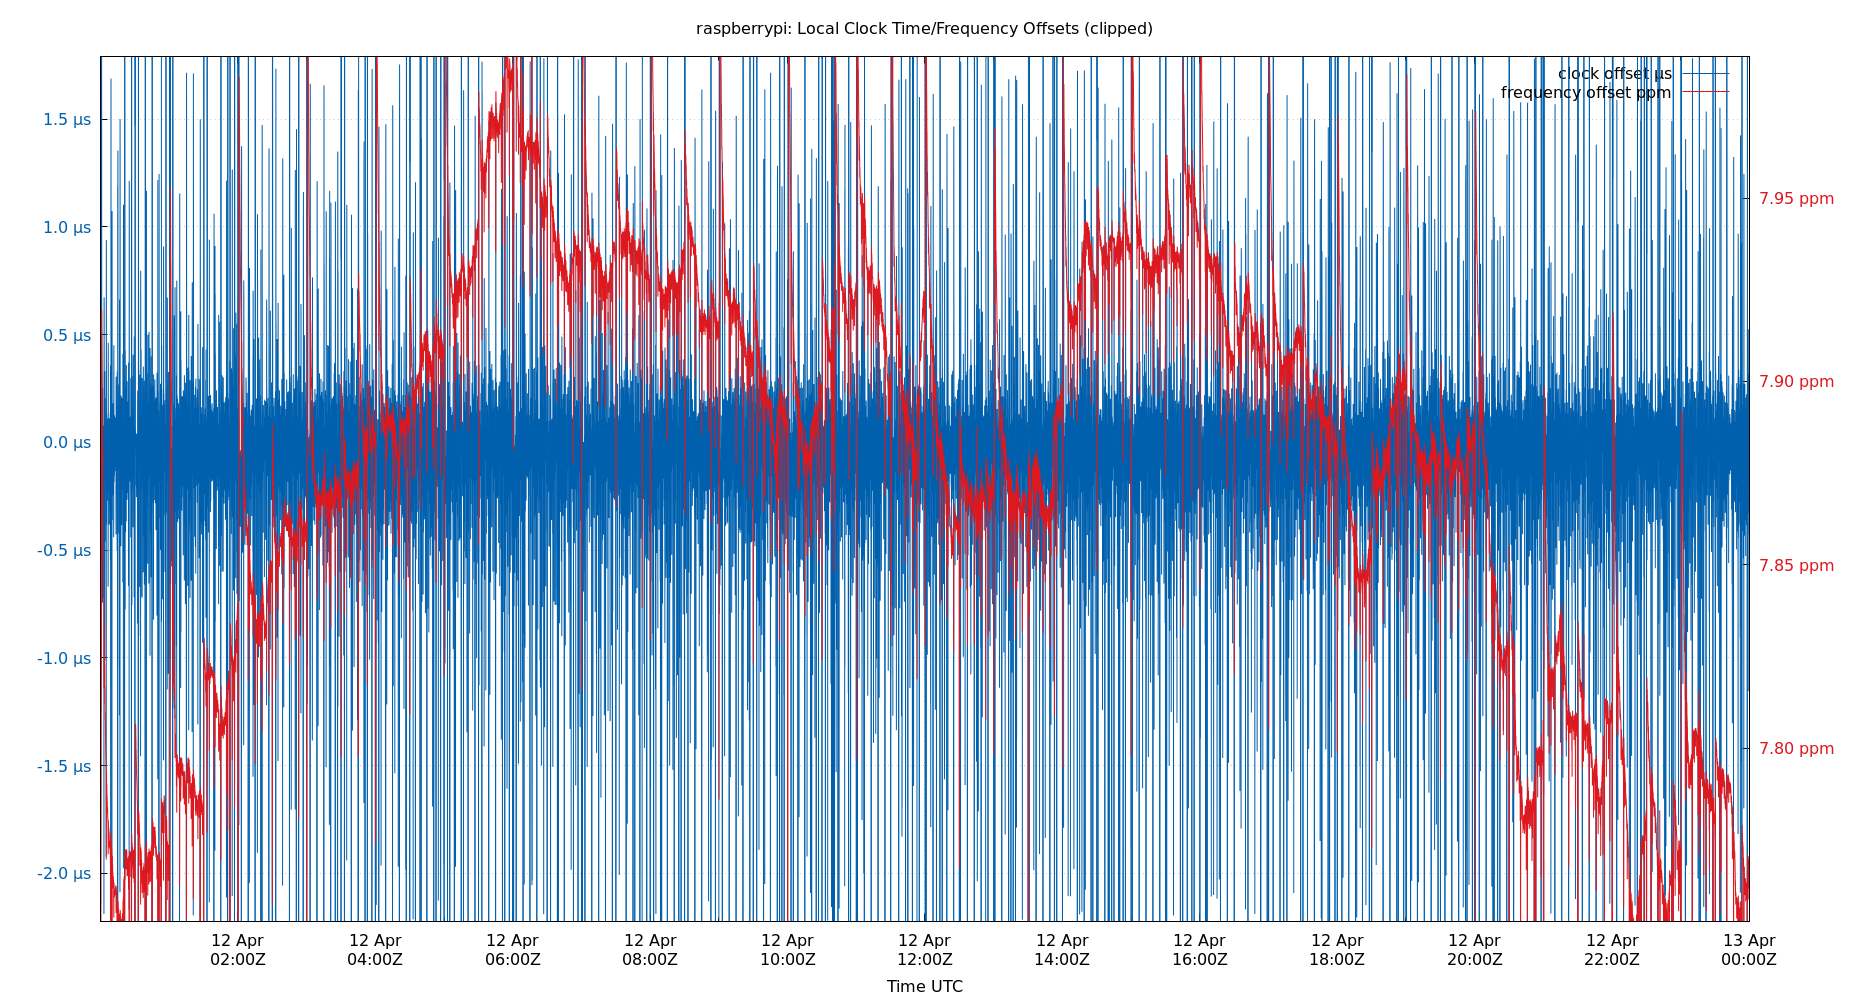 raspberrypi: Local Clock Time/Frequency Offsets (clipped)
clock offset µs
frequency offset ppm
1.5 µs
1.0 µs
0.5 µs
0.0 µs
-0.5 µs
-1.0 µs
-1.5 µs
-2.0 µs
7.95 ppm
7.90 ppm
7.85 ppm
7.80 ppm
12 Apr 12 Apr 12 Apr 12 Apr 12 Apr 12 Apr 12 Apr 12 Apr 12 Apr 12 Apr 12 Apr 13 Apr
02:00Z 04:00Z 06:00Z 08:00Z 10:00Z 12:00Z 14:00Z 16:00Z 18:00Z 20:00Z 22:00Z 00:00Z
Time UTC